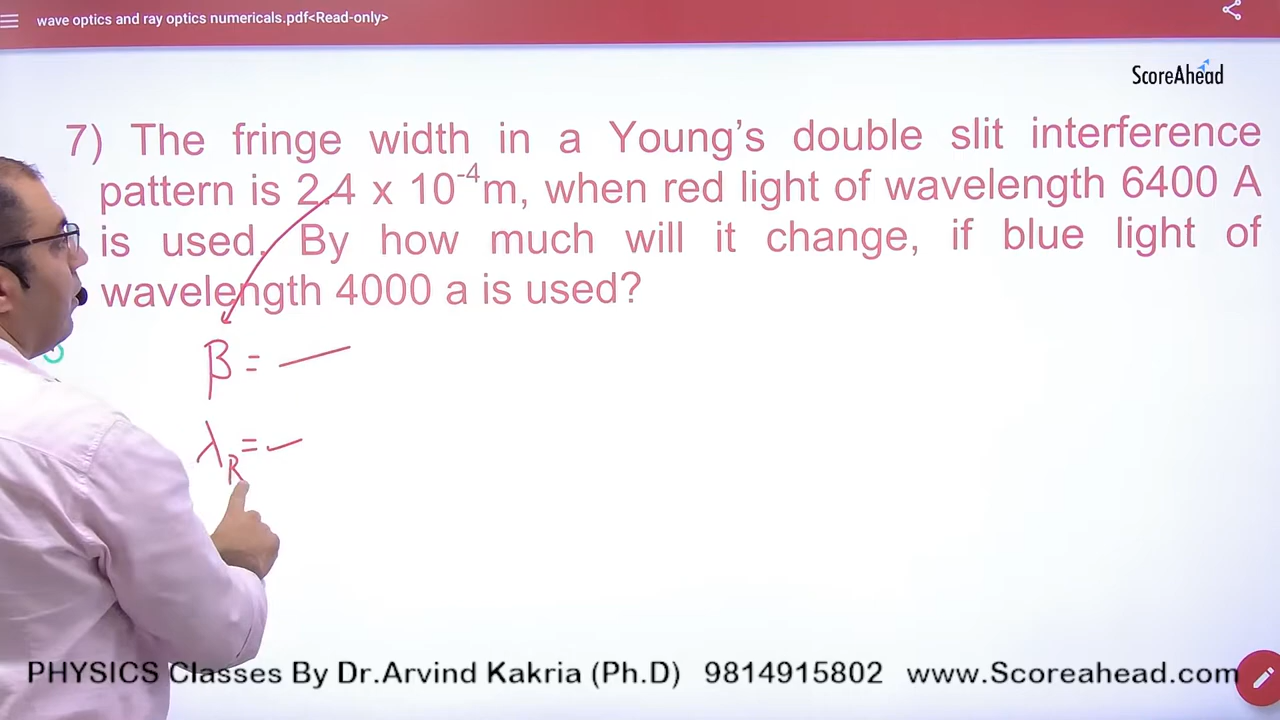 wave optics and ray optics numericals.pdf<Read-only>
ScoreAhead
7) The fringe width in a Young's double slit interference
pattern is 2.4 x 10⁻⁴m, when red light of wavelength 6400 A
is used. By how much will it change, if blue light of
wavelength 4000 a is used?
β =
λR =
PHYSICS Classes By Dr.Arvind Kakria (Ph.D) 9814915802 www.Scoreahead.com